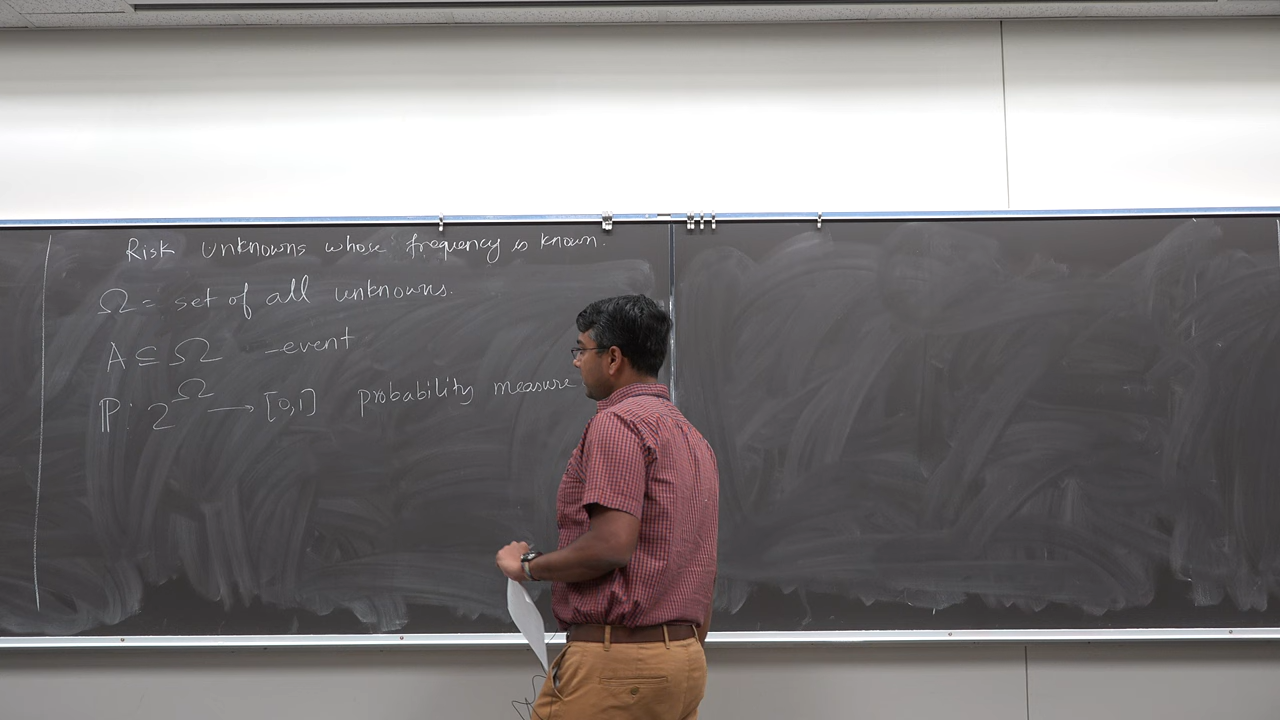 Risk unknowns whose frequency is known.
Ω = set of all unknowns.
A ⊆ Ω - event
ℙ: 2^Ω → [0,1] probability measure